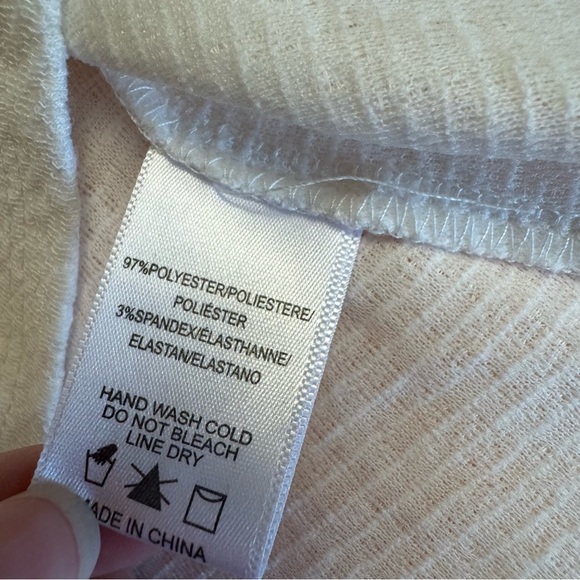 97%POLYESTER/POLIESTERE/
POLIÉSTER
3%SPANDEX/ÉLASTHANNE/
ELASTAN/ELASTANO
HAND WASH COLD
DO NOT BLEACH
LINE DRY
MADE IN CHINA